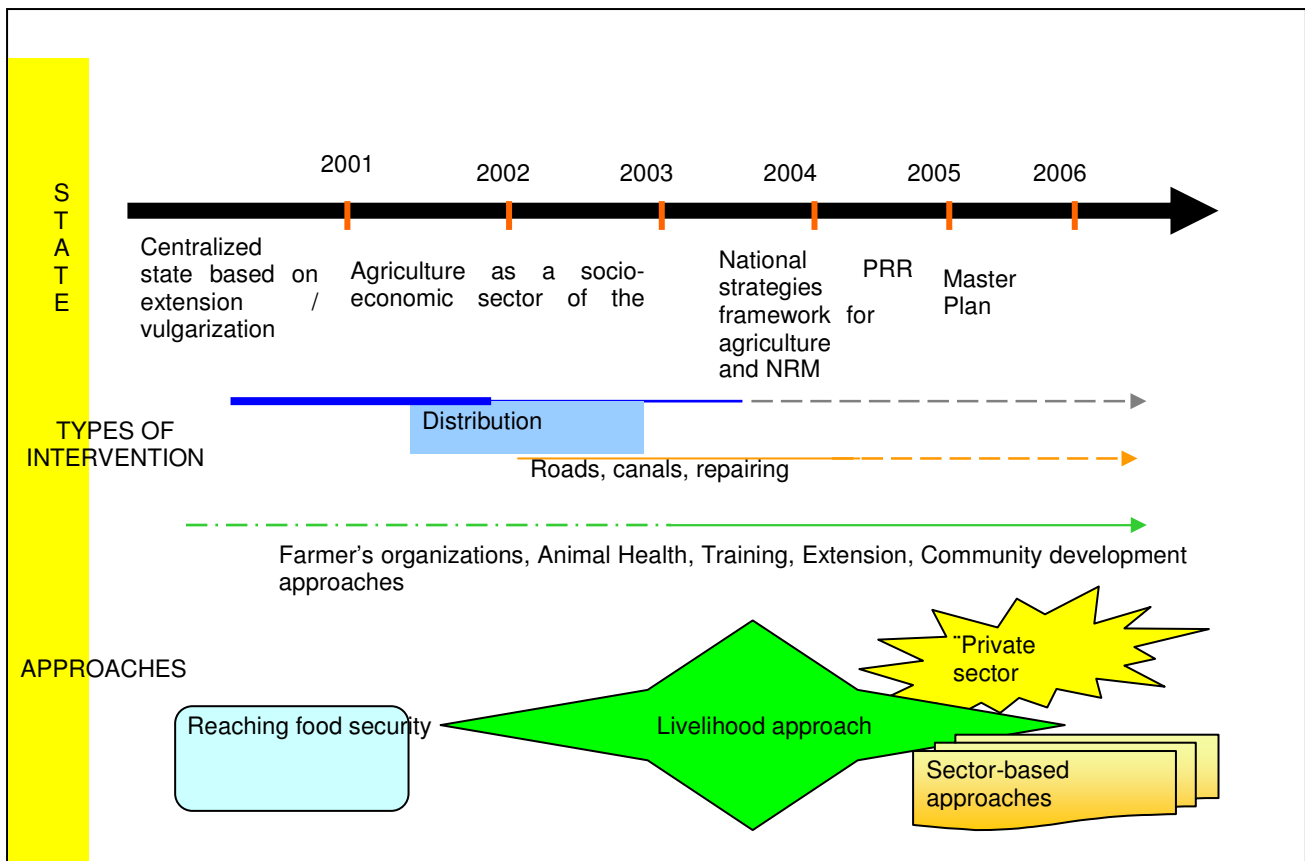 2001
2002
2003
2004
2005
2006
S
T
A
T
E
Centralized
state based on
extension /
vulgarization
Agriculture as a socio-
economic sector of the
National
strategies
framework for
agriculture
and NRM
PRR
Master
Plan
TYPES OF
INTERVENTION
Distribution
Roads, canals, repairing
Farmer's organizations, Animal Health, Training, Extension, Community development
approaches
APPROACHES
¨Private
sector
Reaching food security
Livelihood approach
Sector-based
approaches